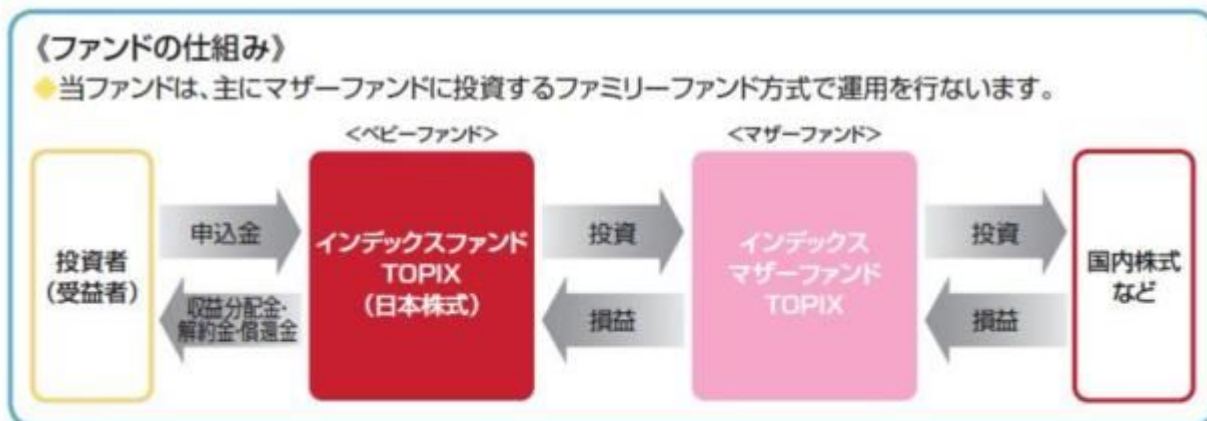 《ファンドの仕組み》
◆当ファンドは、主にマザーファンドに投資するファミリーファンド方式で運用を行ないます。
<ベビーファンド>
<マザーファンド>
投資者
(受益者)
申込金
収益分配金・
解約金・償還金
インデックスファンド
TOPIX
(日本株式)
投資
損益
インデックス
マザーファンド
TOPIX
投資
損益
国内株式
など